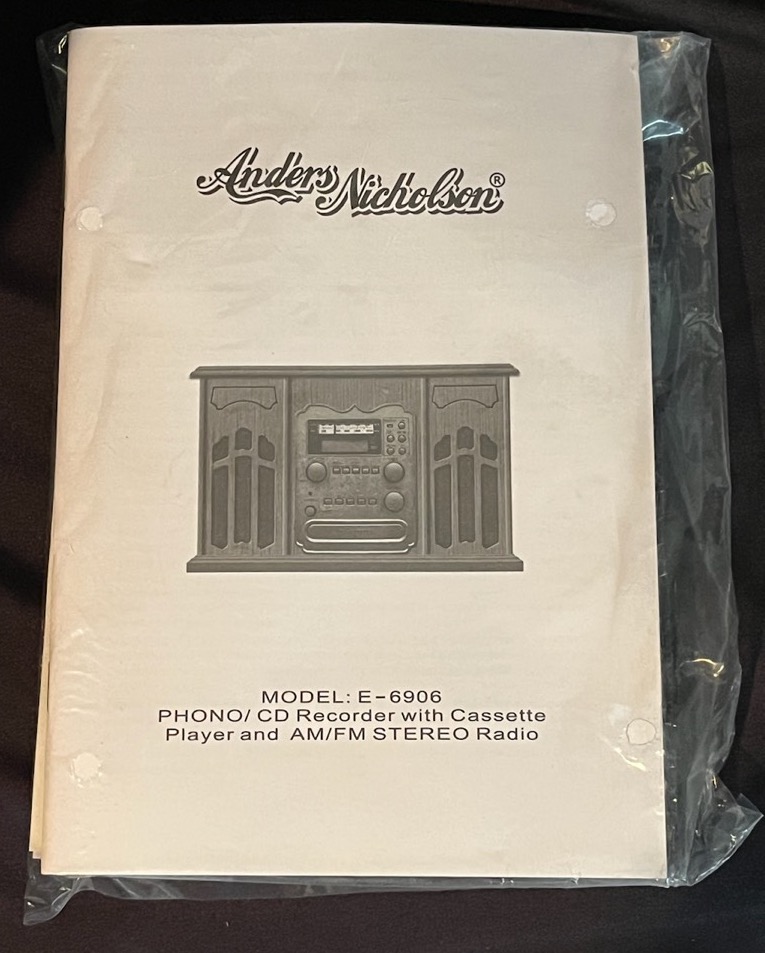 Anders Nicholson®
MODEL: E-6906
PHONO/ CD Recorder with Cassette
Player and AM/FM STEREO Radio